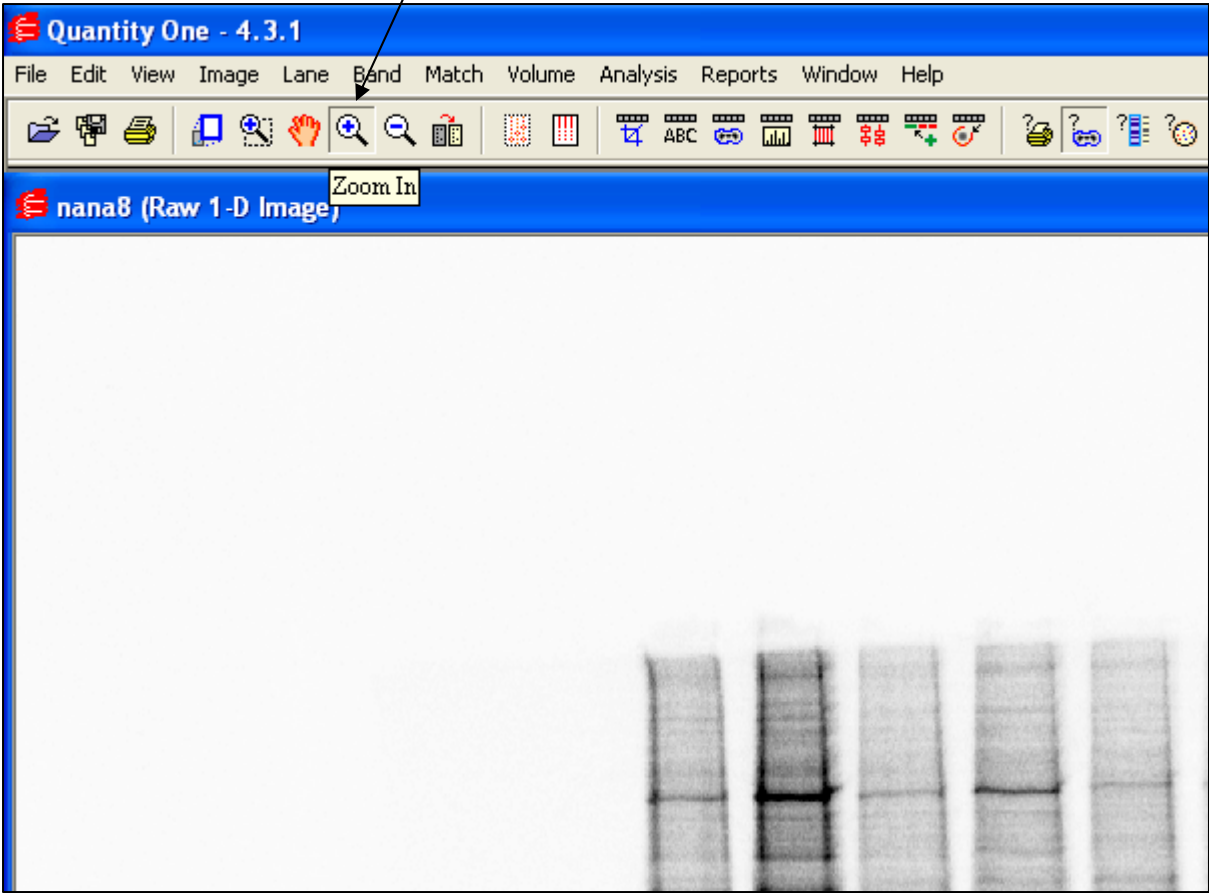 Quantity One - 4.3.1
File Edit View Image Lane Band Match Volume Analysis Reports Window Help
ABC
Zoom In
nana8 (Raw 1-D Image)